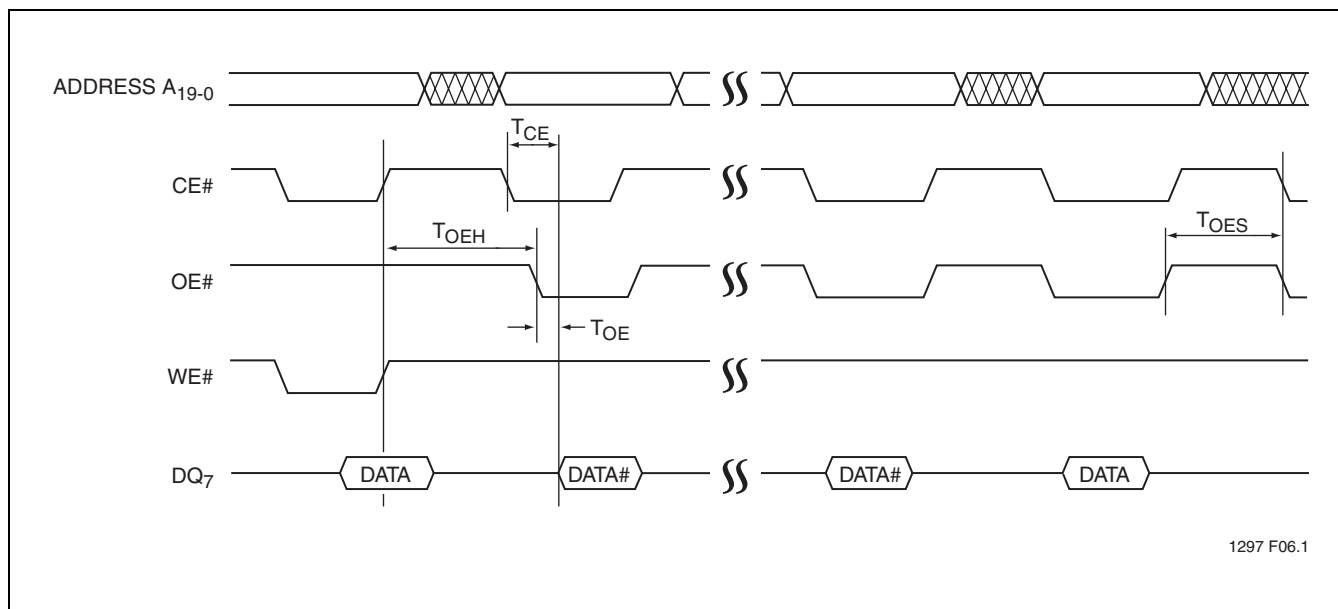 ADDRESS A19-0
TCE
CE#
TOEH
TOES
OE#
TOE
WE#
DQ7
DATA
DATA#
DATA#
DATA
1297 F06.1